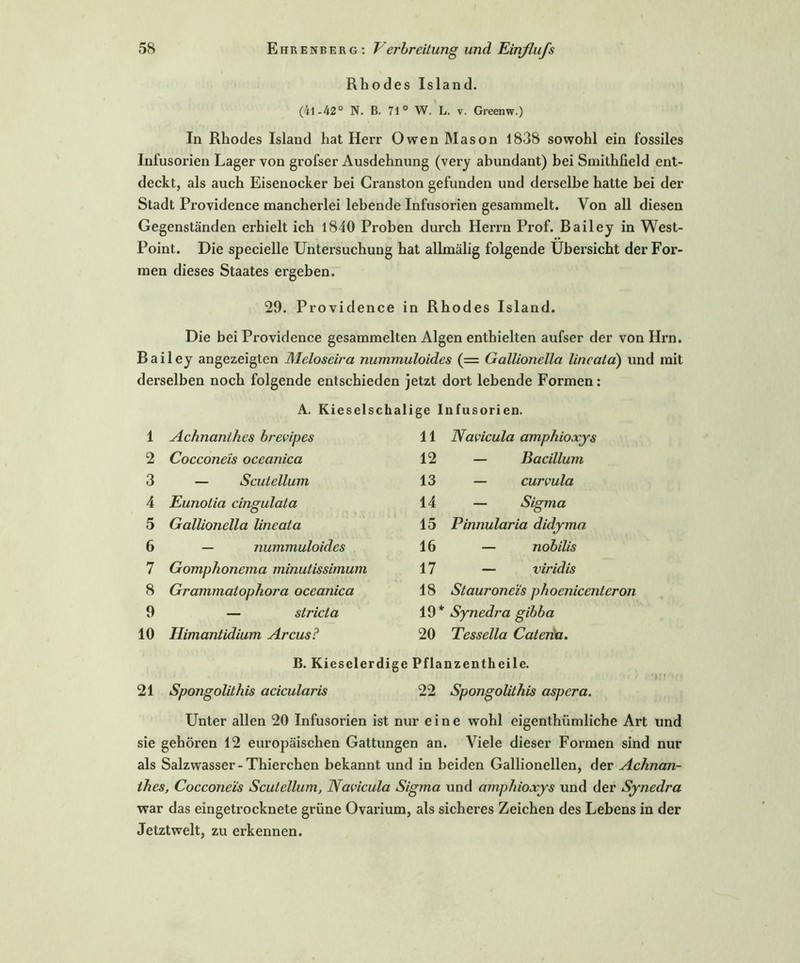 58 Ehrenberg: Verbreitung und Einflufs
Rhodes Island.
(41-42° N. B. 71° W. L. v. Greenw.)
In Rhodes Island hat Herr Owen Mason 1838 sowohl ein fossiles
Infusorien Lager von grofser Ausdehnung (very abundant) bei Smithfield ent-
deckt, als auch Eisenocker bei Cranston gefunden und derselbe hatte bei der
Stadt Providence mancherlei lebende Infusorien gesammelt. Von all diesen
Gegenständen erhielt ich 1840 Proben durch Herrn Prof. Bailey in West-
Point. Die specielle Untersuchung hat allmälig folgende Übersicht der For-
men dieses Staates ergeben.
29. Providence in Rhodes Island.
Die bei Providence gesammelten Algen enthielten aufser der von Hrn.
Bailey angezeigten Meloseira nummuloides (= Gallionella lineata) und mit
derselben noch folgende entschieden jetzt dort lebende Formen:
A. Kieselschalige Infusorien.
1 Achnanthes brevipes
2 Cocconeïs oceanica
3 — Scutellum
4 Eunotia cingulata
5 Gallionella lineata
6 — nummuloides
7 Gomphonema minutissimum
8 Grammatophora oceanica
9 — stricta
10 Himantidium Arcus?
11 Navicula amphioxys
12 — Bacillum
13 — curvula
14 — Sigma
15 Pinnularia didyma
16 — nobilis
17 — viridis
18 Stauroneïs phoenicenteron
19* Synedra gibba
20 Tessella Catena.
B. Kieselerdige Pflanzentheile.
21 Spongolithis acicularis 22 Spongolithis aspera.
Unter allen 20 Infusorien ist nur eine wohl eigenthümliche Art und
sie gehören 12 europäischen Gattungen an. Viele dieser Formen sind nur
als Salzwasser-Thierchen bekannt und in beiden Gallionellen, der Achnan-
thes, Cocconeïs Scutellum, Navicula Sigma und amphioxys und der Synedra
war das eingetrocknete grüne Ovarium, als sicheres Zeichen des Lebens in der
Jetztwelt, zu erkennen.